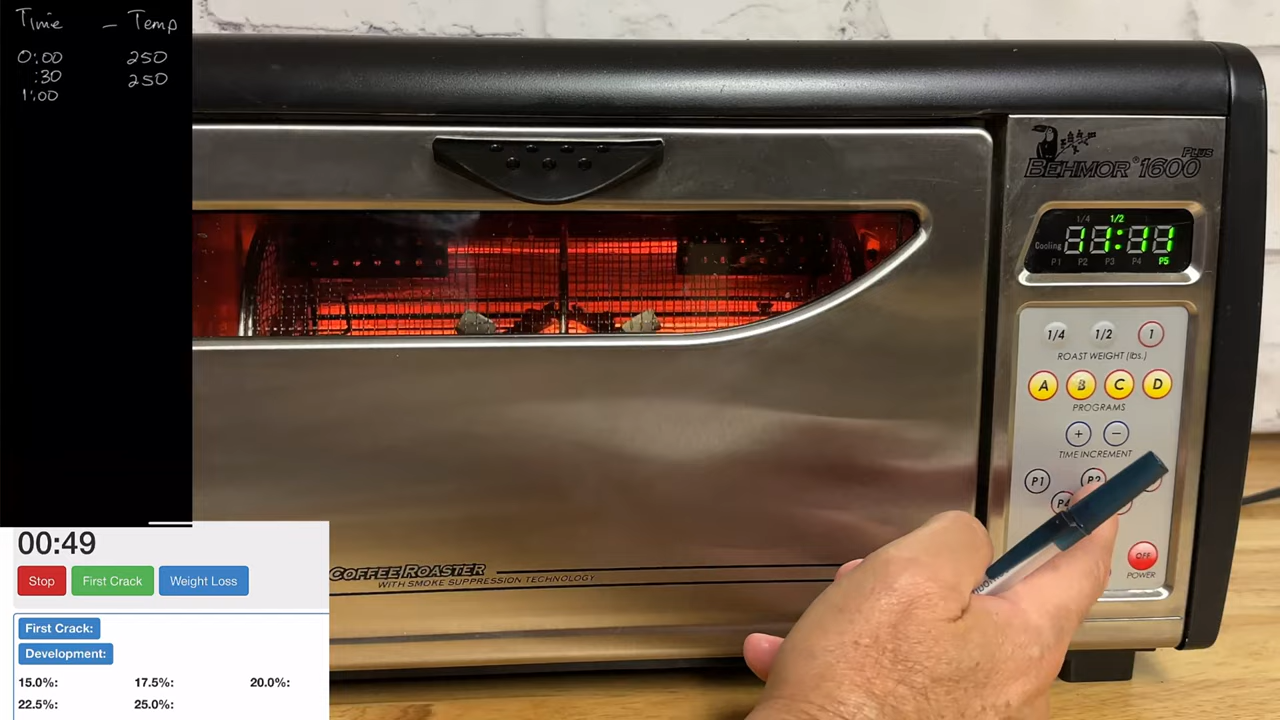 Time – Temp
0:00 250
:30 250
1:00
BEHMOR® 1600 PLUS
1/4 1/2
Cooling 11:11
P1 P2 P3 P4 P5
1/4 1/2 1
ROAST WEIGHT (lbs.)
A B C D
PROGRAMS
+ −
TIME INCREMENT
P1 P2
P4
OFF
POWER
COFFEE ROASTER
WITH SMOKE SUPPRESSION TECHNOLOGY
00:49
Stop First Crack Weight Loss
First Crack:
Development:
15.0%: 17.5%: 20.0%:
22.5%: 25.0%: